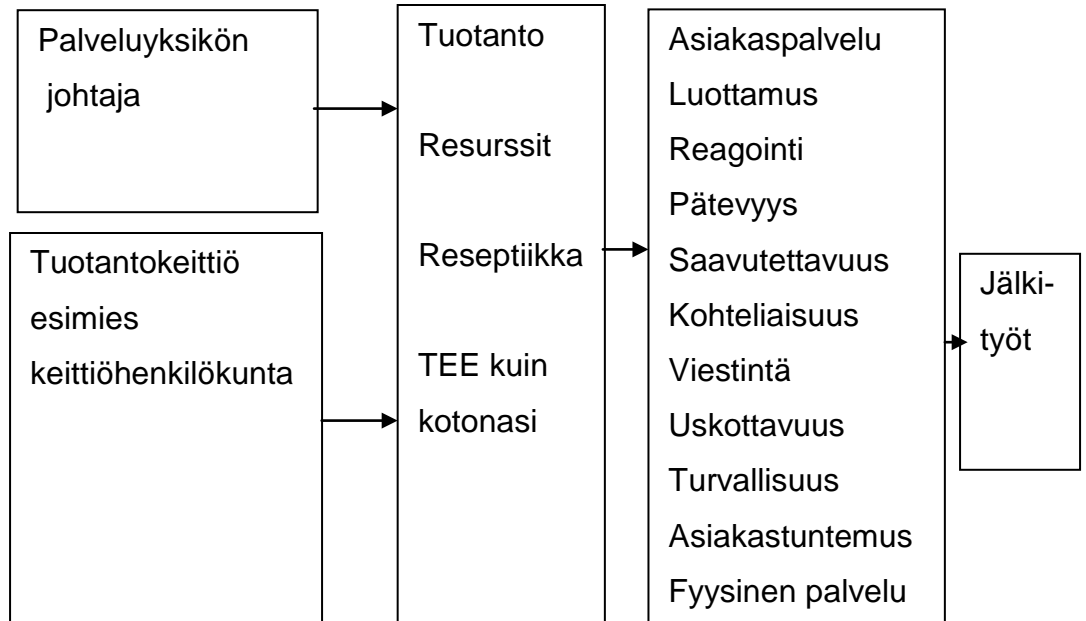 Palveluyksikön
johtaja
Tuotantokeittiö
esimies
keittiöhenkilökunta
Tuotanto
Resurssit
Reseptiikka
TEE kuin
kotonasi
Asiakaspalvelu
Luottamus
Reagointi
Pätevyys
Saavutettavuus
Kohteliaisuus
Viestintä
Uskottavuus
Turvallisuus
Asiakastuntemus
Fyysinen palvelu
Jälki-
työt